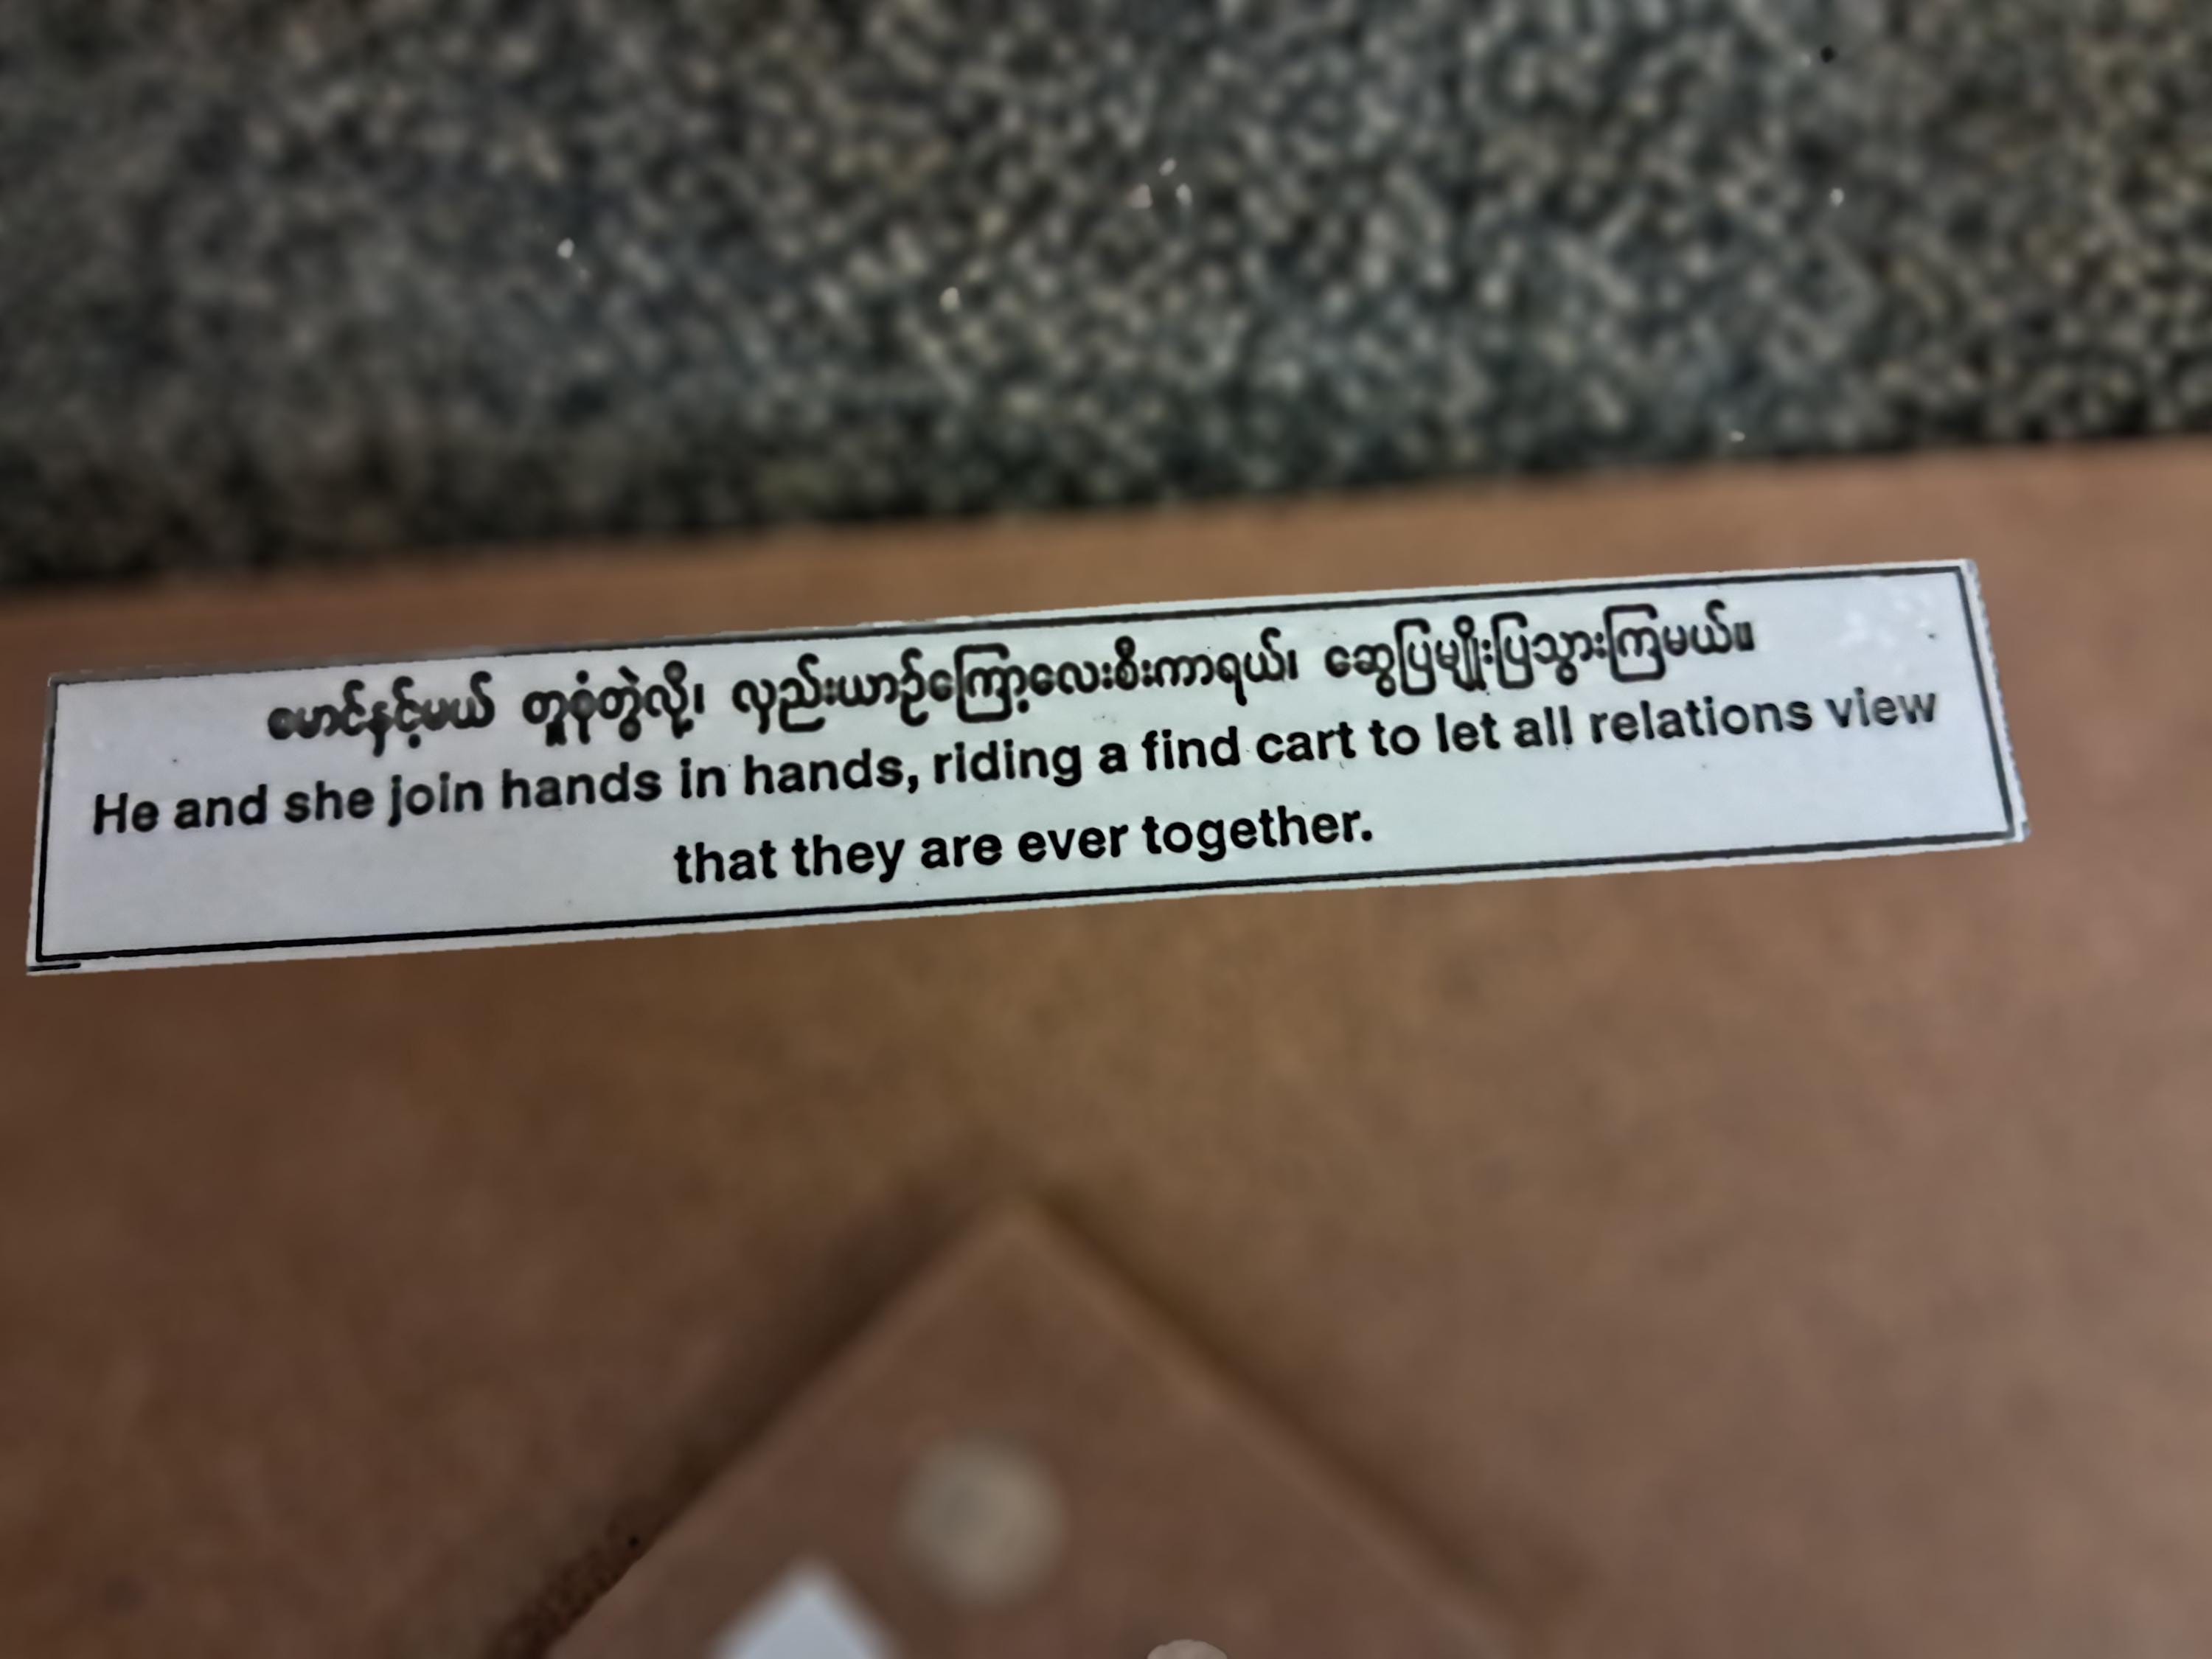 မောင်နှင့်မယ် တူစုံတွဲလို့၊ လှည်းယာဉ်ကြော့လေးစီးကာရယ်၊ ဆွေပြမျိုးပြသွားကြမယ်။
He and she join hands in hands, riding a find cart to let all relations view
that they are ever together.